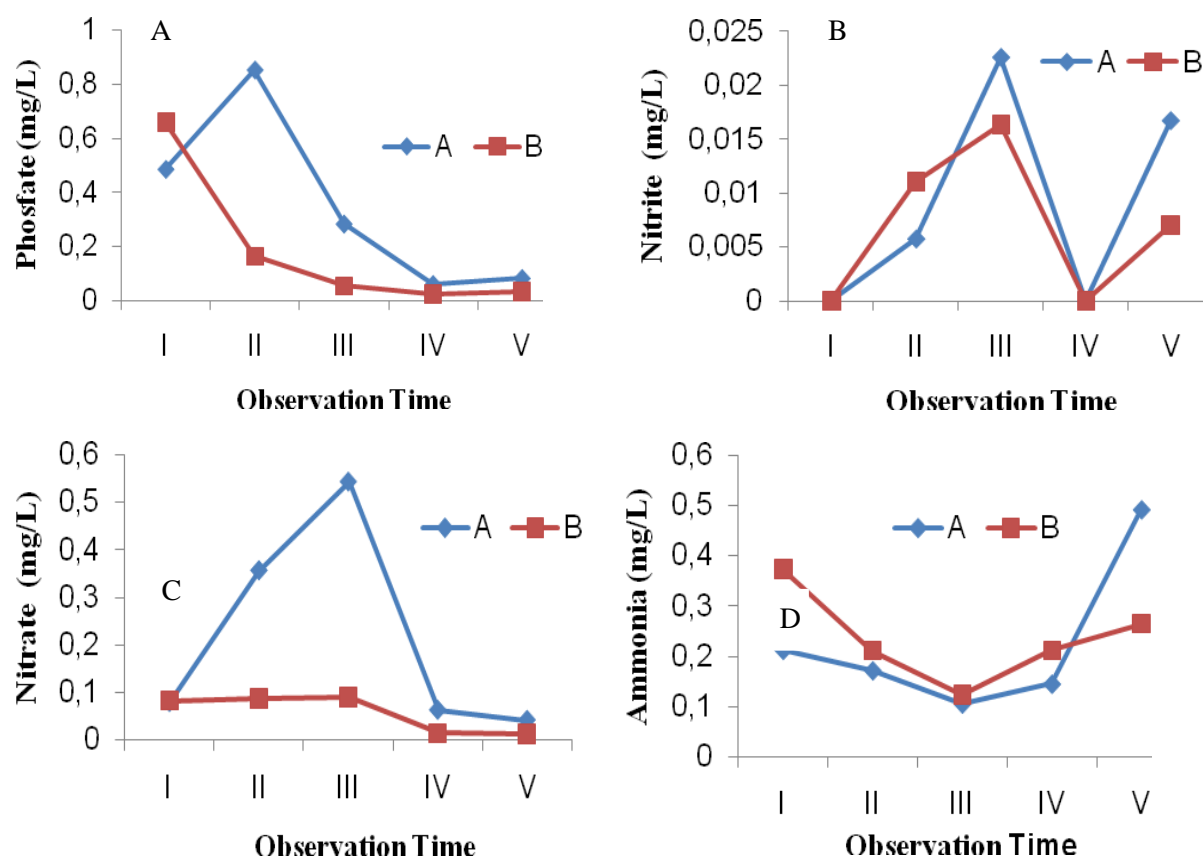 A
Phosfate (mg/L)
1
0,8
0,6
0,4
0,2
0
A B
I II III IV V
Observation Time
B
Nitrite (mg/L)
0,025
0,02
0,015
0,01
0,005
0
A B
I II III IV V
Observation Time
C
Nitrate (mg/L)
0,6
0,5
0,4
0,3
0,2
0,1
0
A B
I II III IV V
Observation Time
D
Ammonia (mg/L)
0,6
0,5
0,4
0,3
0,2
0,1
0
A B
I II III IV V
Observation Time